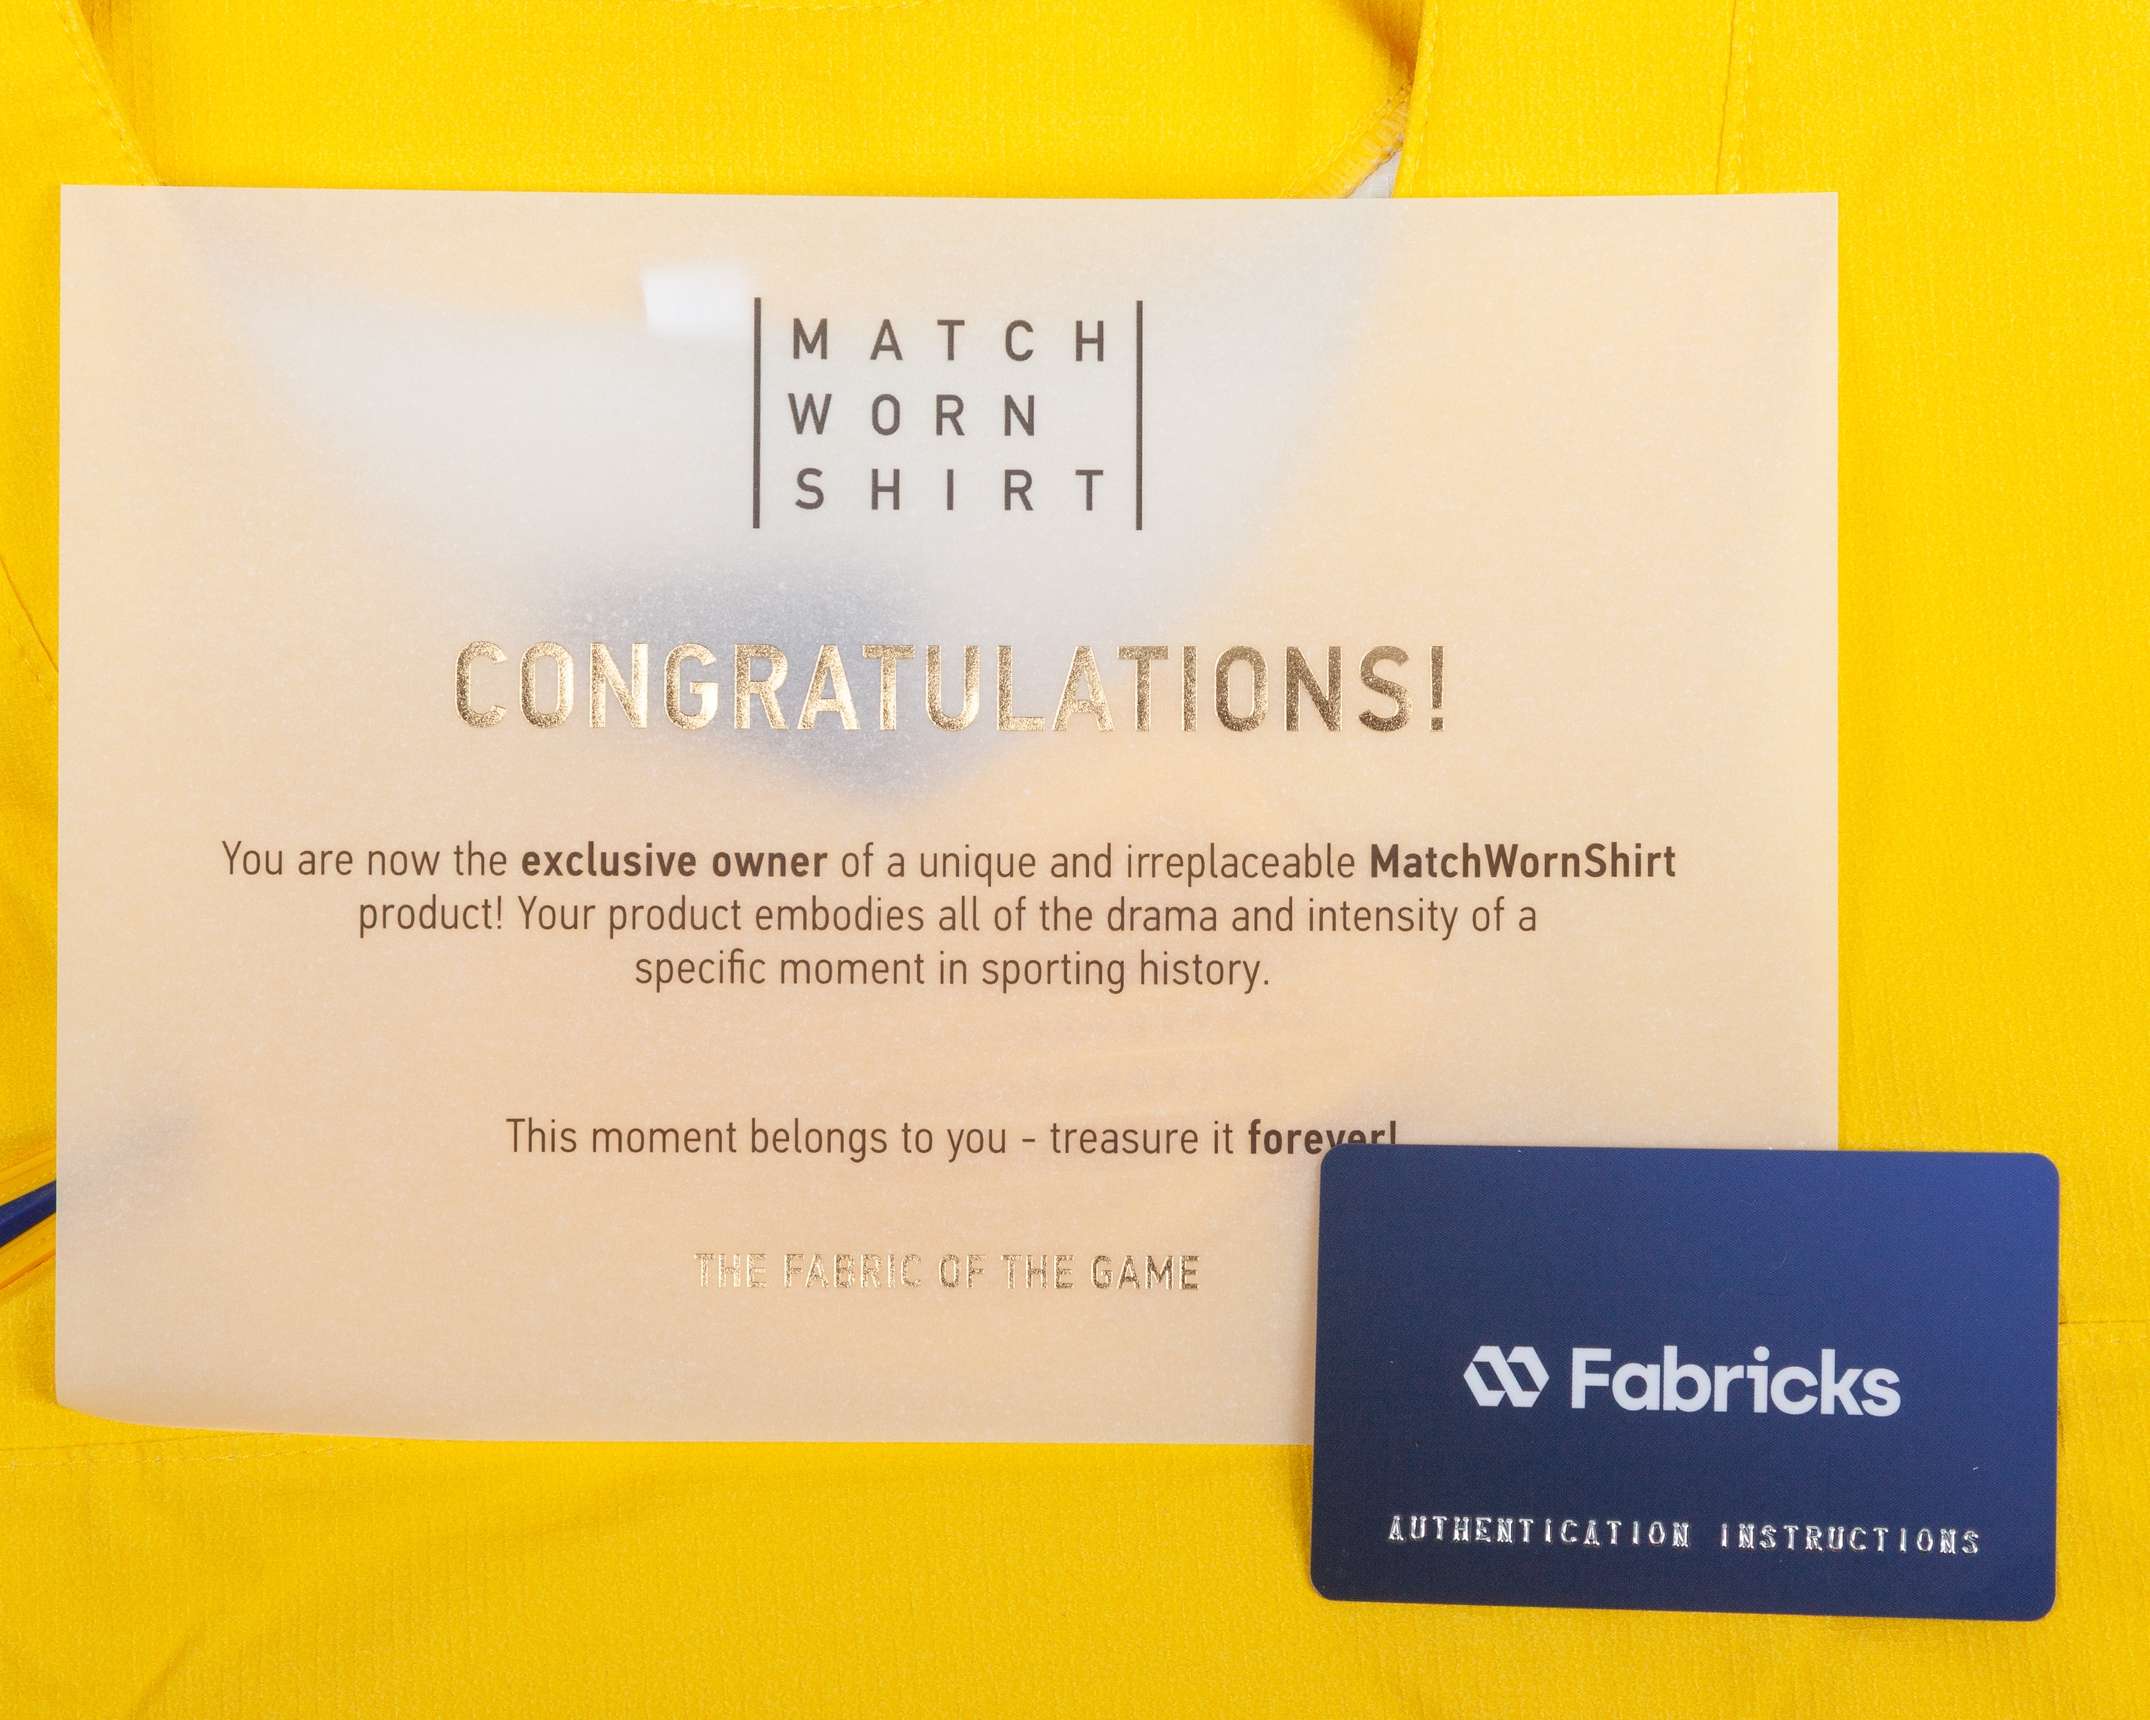 MATCH
WORN
SHIRT
CONGRATULATIONS!
You are now the exclusive owner of a unique and irreplaceable MatchWornShirt
product! Your product embodies all of the drama and intensity of a
specific moment in sporting history.
This moment belongs to you - treasure it forever!
THE FABRIC OF THE GAME
Fabricks
AUTHENTICATION INSTRUCTIONS